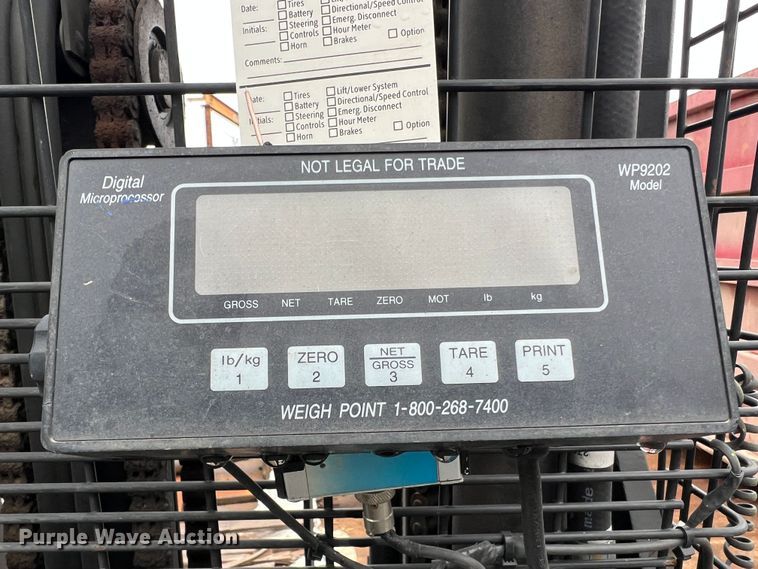 Date:
Tires
Directional/Speed Control
Battery
Emerg. Disconnect
Initials:
Steering
Hour Meter
Controls
Brakes
Option
Horn
Comments:
Date:
Tires
Lift/Lower System
Battery
Directional/Speed Control
Steering
Emerg. Disconnect
Initials:
Controls
Hour Meter
Horn
Brakes
Option
NOT LEGAL FOR TRADE
Digital
Microprocessor
WP9202
Model
GROSS NET TARE ZERO MOT lb kg
lb/kg
1
ZERO
2
NET
GROSS
3
TARE
4
PRINT
5
WEIGH POINT 1-800-268-7400
made
Purple Wave Auction